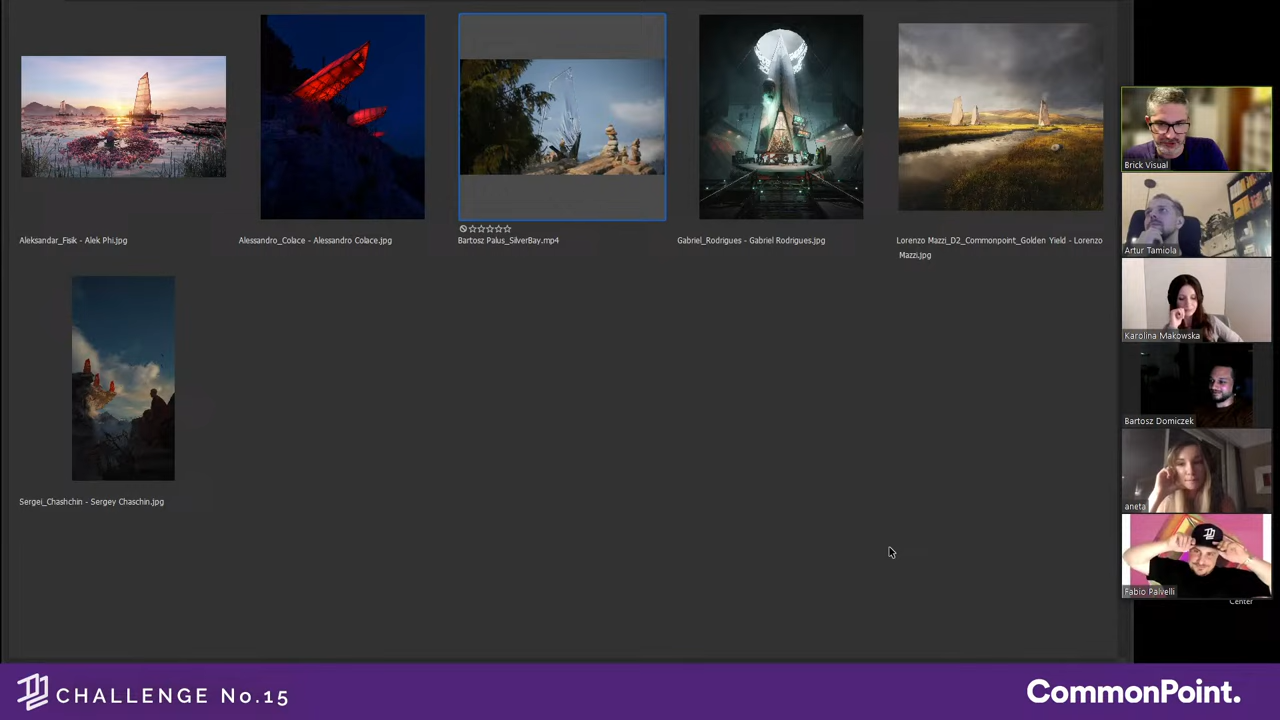 Aleksandar_Fisik - Alek Phi.jpg
Alessandro_Colace - Alessandro Colace.jpg
Bartosz Palus_SilverBay.mp4
Gabriel_Rodrigues - Gabriel Rodrigues.jpg
Lorenzo Mazzi_D2_Commonpoint_Golden Yield - Lorenzo
Mazzi.jpg
Sergei_Chashchin - Sergey Chaschin.jpg
Brick Visual
Artur Tamiola
Karolina Makowska
Bartosz Domiczek
aneta
Fabio Palvelli
Center
CHALLENGE No.15
CommonPoint.